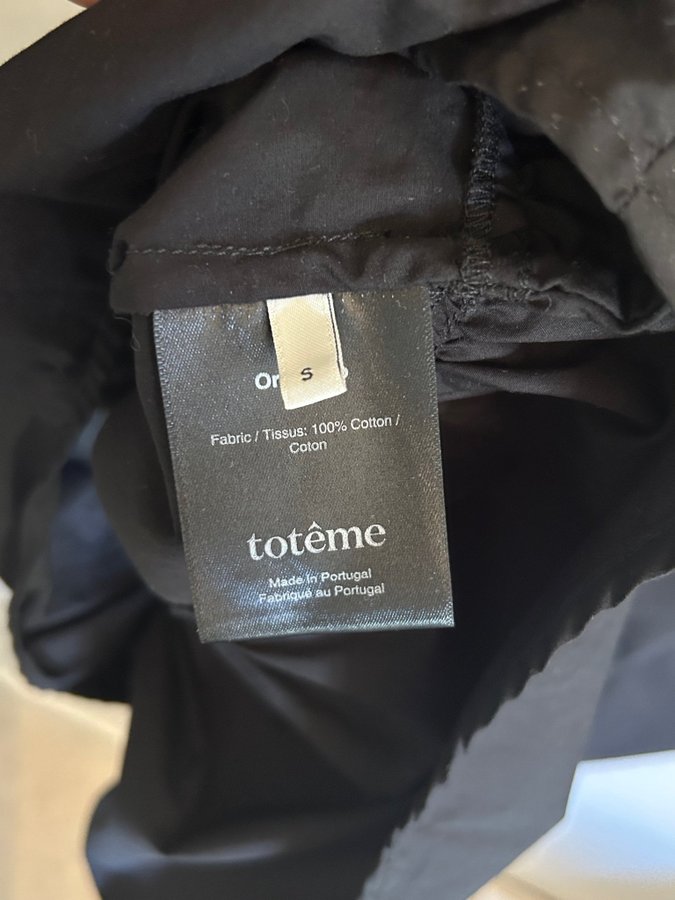 S
Fabric / Tissus: 100% Cotton /
Coton
totême
Made in Portugal
Fabriqué au Portugal